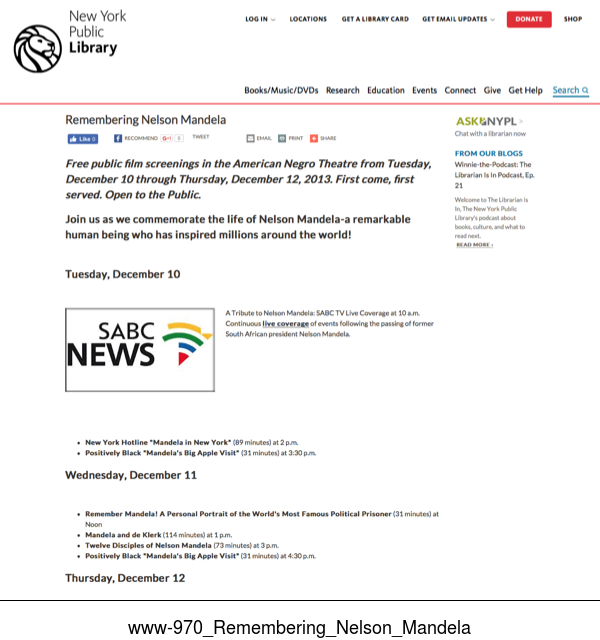 New York
Public
Library
LOG IN
LOCATIONS
GET A LIBRARY CARD
GET EMAIL UPDATES
DONATE
SHOP
Books/Music/DVDs Research Education Events Connect Give Get Help Search
Remembering Nelson Mandela
Like 0
RECOMMEND
G+1 0
TWEET
EMAIL
PRINT
SHARE
Free public film screenings in the American Negro Theatre from Tuesday,
December 10 through Thursday, December 12, 2013. First come, first
served. Open to the Public.
Join us as we commemorate the life of Nelson Mandela-a remarkable
human being who has inspired millions around the world!
Tuesday, December 10
SABC
NEWS
A Tribute to Nelson Mandela: SABC TV Live Coverage at 10 a.m.
Continuous live coverage of events following the passing of former
South African president Nelson Mandela.
• New York Hotline "Mandela in New York" (89 minutes) at 2 p.m.
• Positively Black "Mandela's Big Apple Visit" (31 minutes) at 3:30 p.m.
Wednesday, December 11
• Remember Mandela! A Personal Portrait of the World's Most Famous Political Prisoner (31 minutes) at
Noon
• Mandela and de Klerk (114 minutes) at 1 p.m.
• Twelve Disciples of Nelson Mandela (73 minutes) at 3 p.m.
• Positively Black "Mandela's Big Apple Visit" (31 minutes) at 4:30 p.m.
Thursday, December 12
ASK NYPL >
Chat with a librarian now
FROM OUR BLOGS
Winnie-the-Podcast: The
Librarian Is In Podcast, Ep.
21
Welcome to The Librarian Is
In, The New York Public
Library's podcast about
books, culture, and what to
read next.
READ MORE ›
www-970_Remembering_Nelson_Mandela